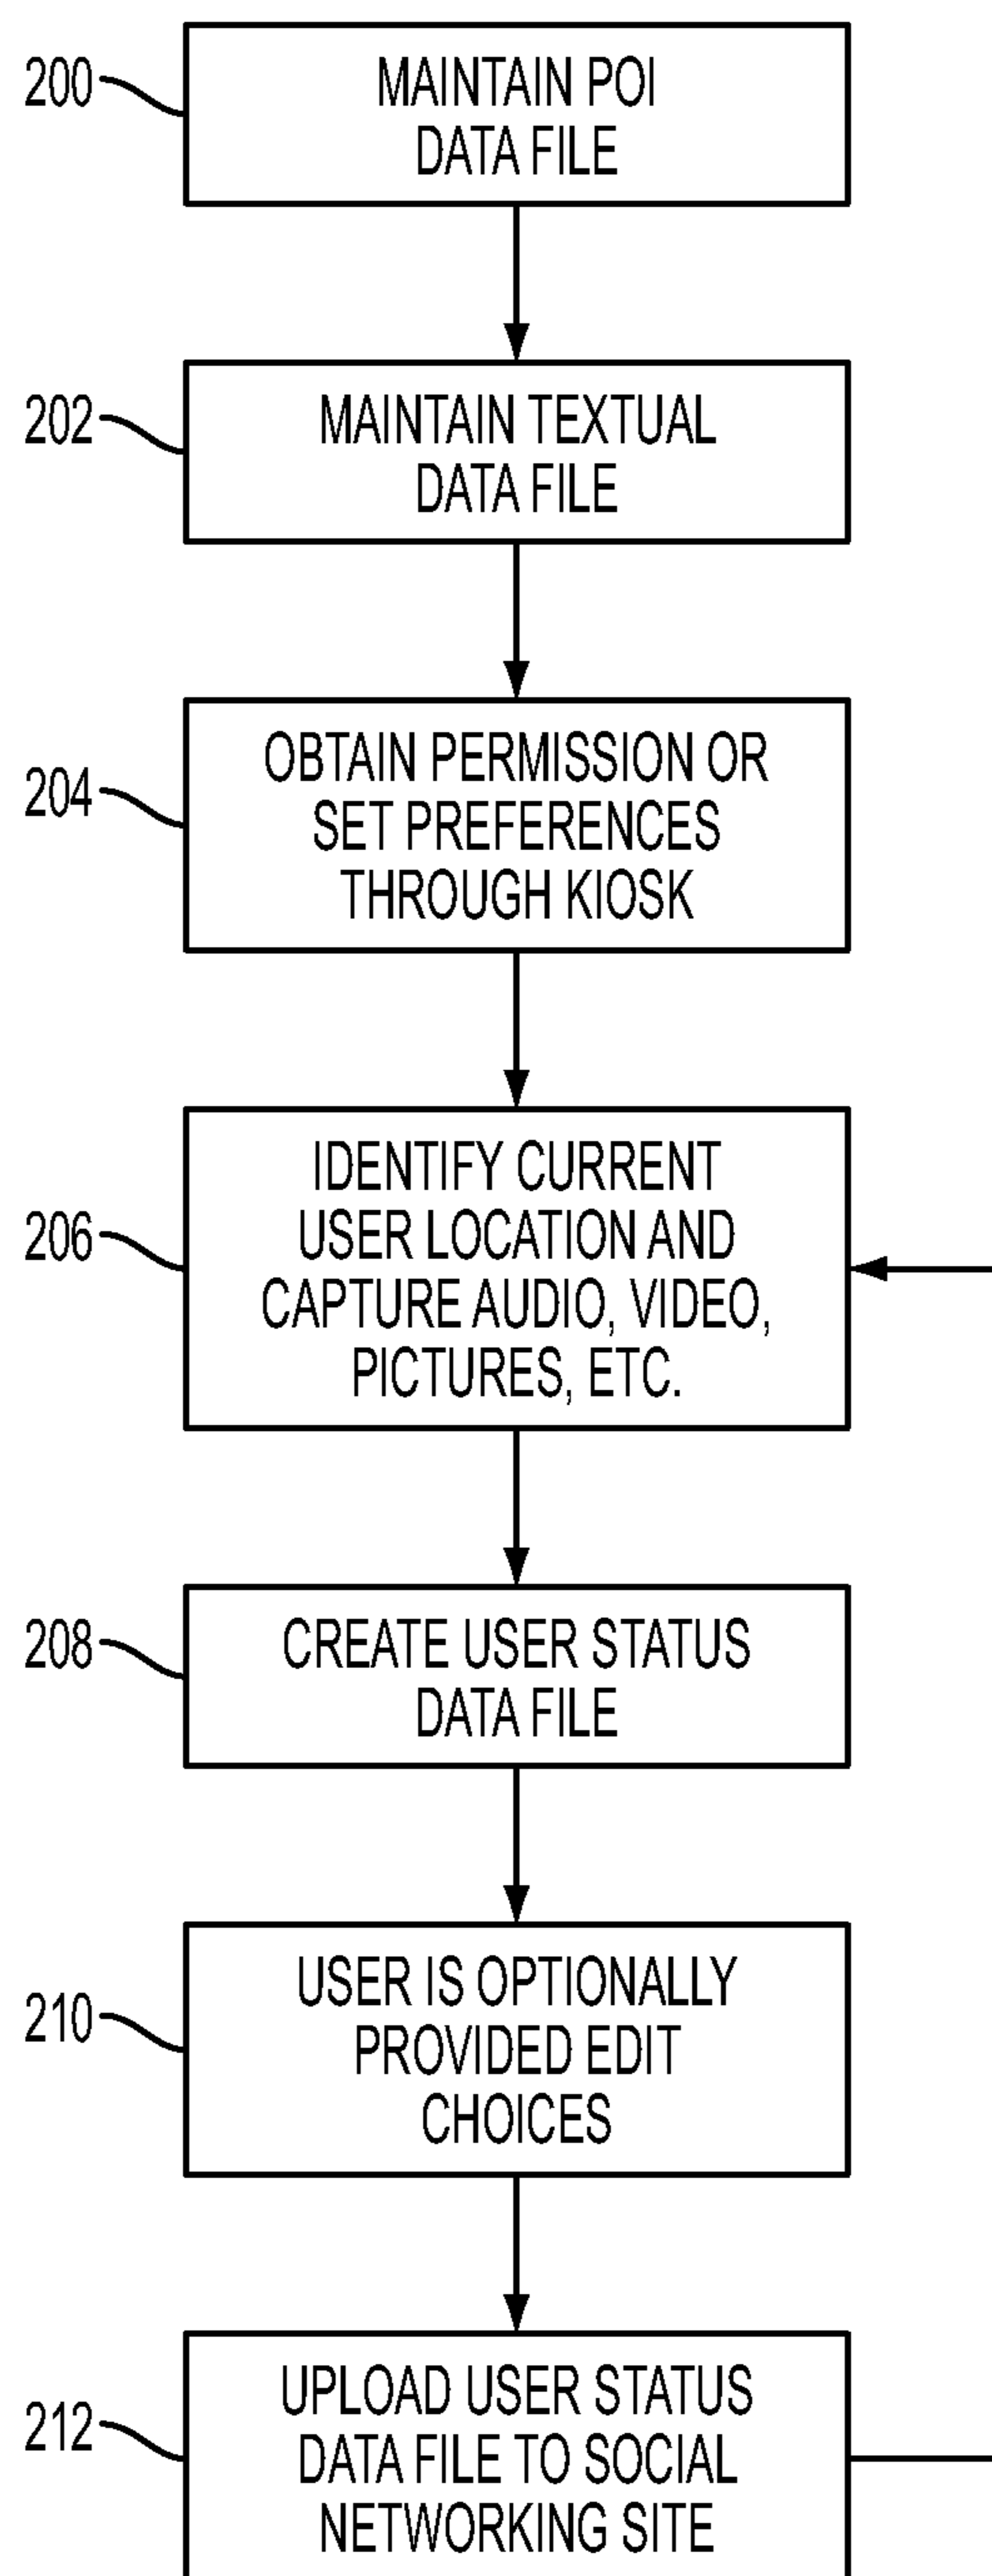 200
MAINTAIN POI
DATA FILE
202
MAINTAIN TEXTUAL
DATA FILE
204
OBTAIN PERMISSION OR
SET PREFERENCES
THROUGH KIOSK
206
IDENTIFY CURRENT
USER LOCATION AND
CAPTURE AUDIO, VIDEO,
PICTURES, ETC.
208
CREATE USER STATUS
DATA FILE
210
USER IS OPTIONALLY
PROVIDED EDIT
CHOICES
212
UPLOAD USER STATUS
DATA FILE TO SOCIAL
NETWORKING SITE